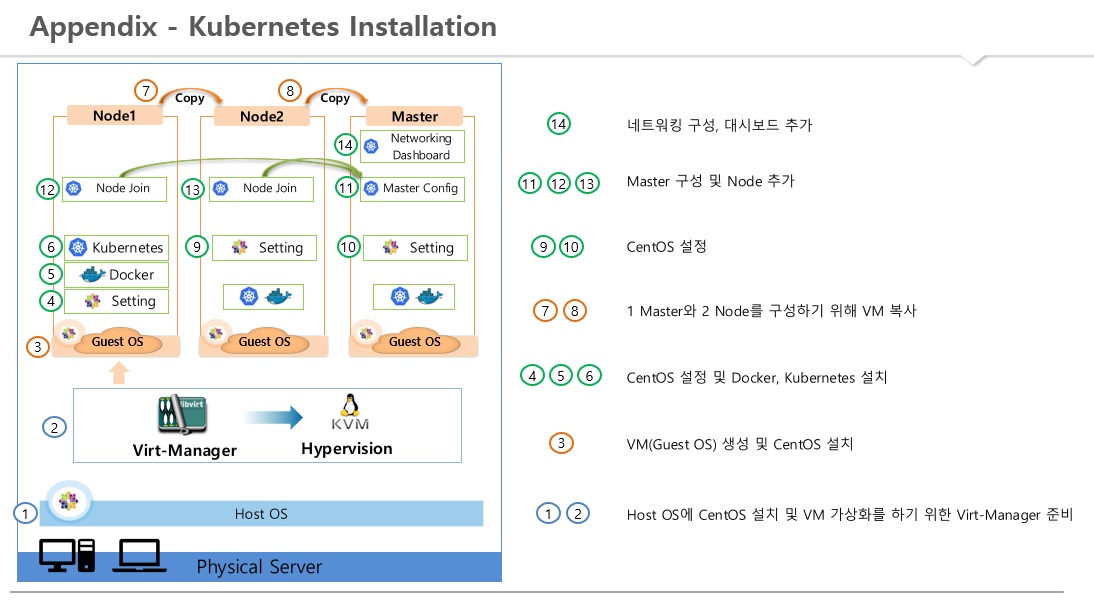 Appendix - Kubernetes Installation
7 Copy 8 Copy
Node1 Node2 Master
14 Networking
Dashboard
12 Node Join 13 Node Join 11 Master Config
6 Kubernetes 9 Setting 10 Setting
5 Docker
4 Setting
3 Guest OS Guest OS Guest OS
2 libvirt KVM
Virt-Manager Hypervision
1 Host OS
Physical Server
14 네트워킹 구성, 대시보드 추가
11 12 13 Master 구성 및 Node 추가
9 10 CentOS 설정
7 8 1 Master와 2 Node를 구성하기 위해 VM 복사
4 5 6 CentOS 설정 및 Docker, Kubernetes 설치
3 VM(Guest OS) 생성 및 CentOS 설치
1 2 Host OS에 CentOS 설치 및 VM 가상화를 하기 위한 Virt-Manager 준비